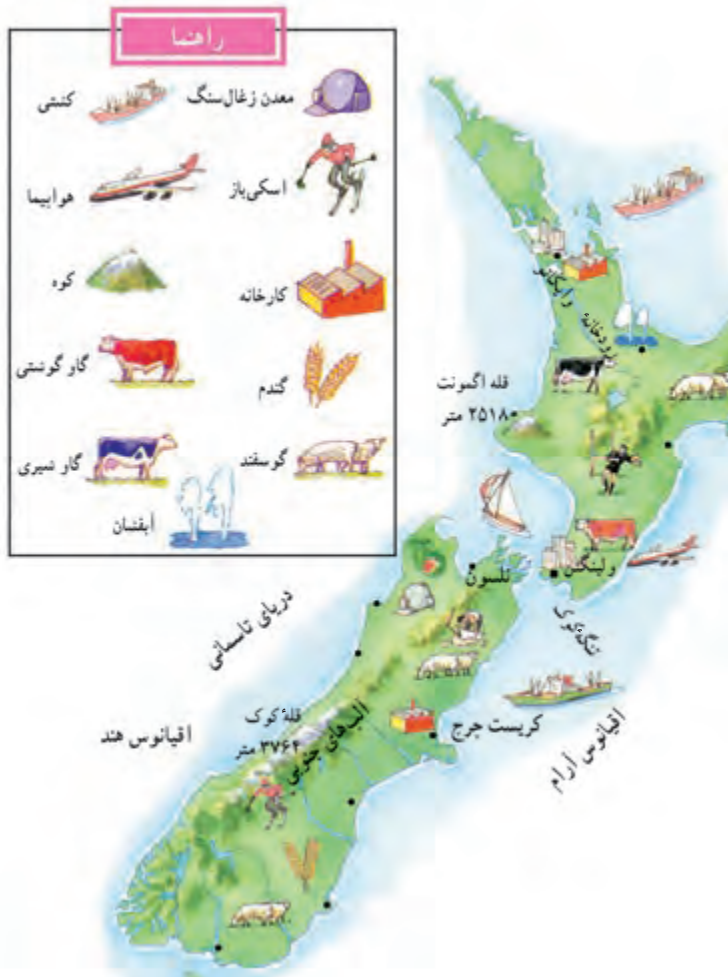 راهنما
معدن زغال‌سنگ
کشتی
اسکی‌باز
هواپیما
کارخانه
کوه
گندم
گاو گوشتی
گوسفند
گاو شیری
آبفشان
رودخانهٔ
وایکاتو
قله اگمونت
۲۵۱۸ متر
ولینگتن
نلسون
تنگهٔ کوک
دریای تاسمانی
قلهٔ کوک
۳۷۶۴ متر
آلپ‌های جنوبی
اقیانوس هند
کریست چرچ
اقیانوس آرام